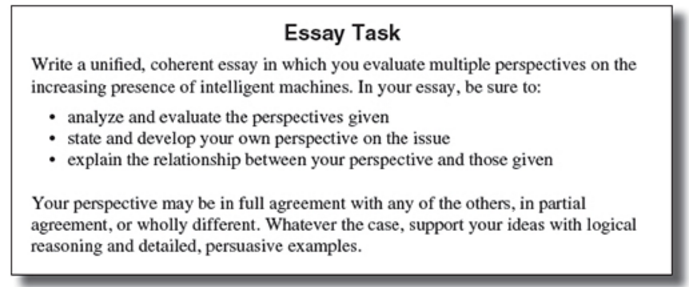 Essay Task
Write a unified, coherent essay in which you evaluate multiple perspectives on the
increasing presence of intelligent machines. In your essay, be sure to:
• analyze and evaluate the perspectives given
• state and develop your own perspective on the issue
• explain the relationship between your perspective and those given
Your perspective may be in full agreement with any of the others, in partial
agreement, or wholly different. Whatever the case, support your ideas with logical
reasoning and detailed, persuasive examples.